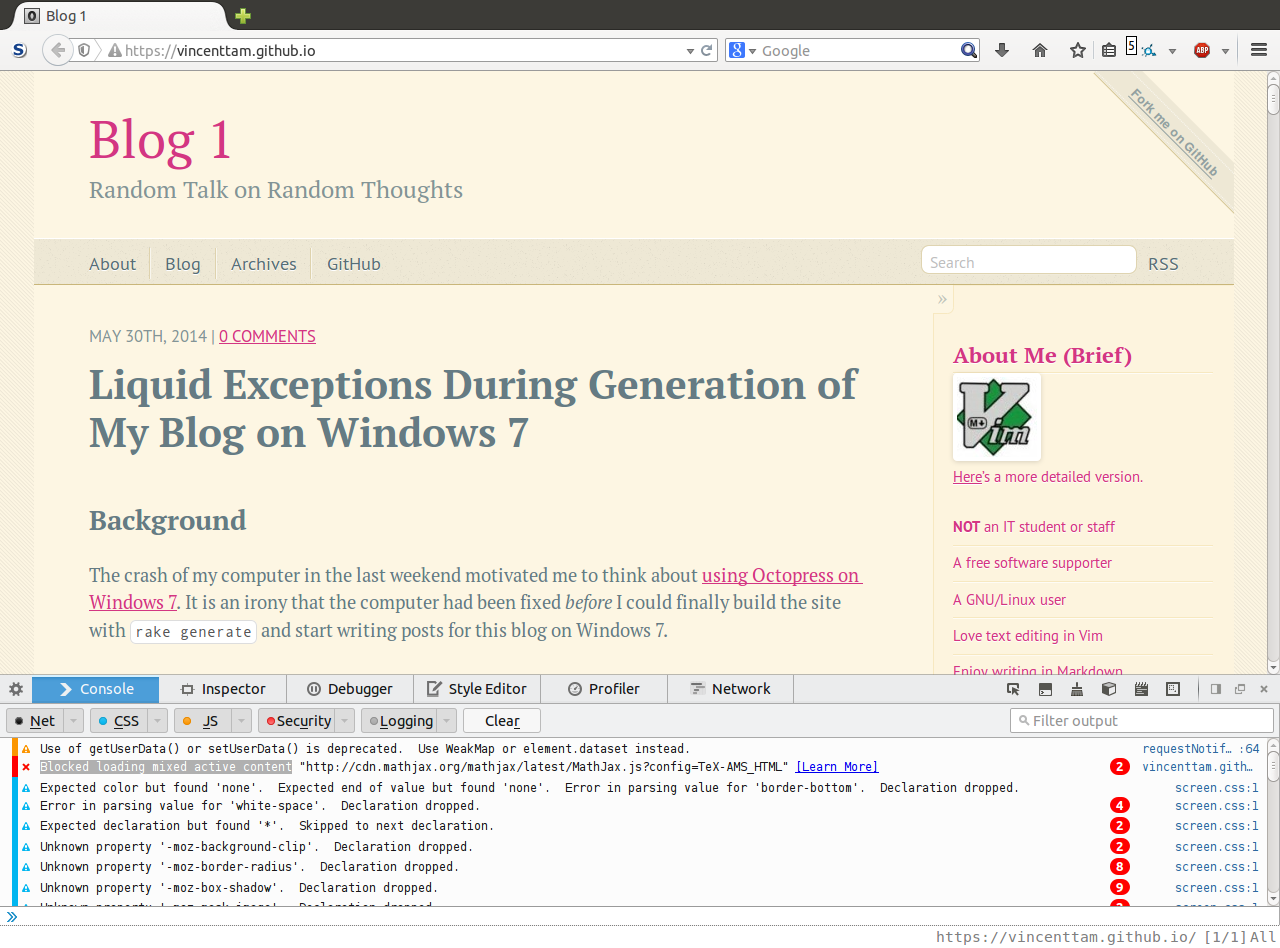 Blog 1
S https://vincenttam.github.io 8 Google 5 ABP
Fork me on GitHub
Blog 1
Random Talk on Random Thoughts
About Blog Archives GitHub Search RSS
»
MAY 30TH, 2014 | 0 COMMENTS
Liquid Exceptions During Generation of
My Blog on Windows 7
Background
The crash of my computer in the last weekend motivated me to think about using Octopress on
Windows 7. It is an irony that the computer had been fixed before I could finally build the site
with rake generate and start writing posts for this blog on Windows 7.
About Me (Brief)
M+ Vim
Here's a more detailed version.
NOT an IT student or staff
A free software supporter
A GNU/Linux user
Love text editing in Vim
Enjoy writing in Markdown
Console Inspector Debugger Style Editor Profiler Network
Net CSS JS Security Logging Clear Filter output
Use of getUserData() or setUserData() is deprecated.  Use WeakMap or element.dataset instead. requestNotif… :64
Blocked loading mixed active content "http://cdn.mathjax.org/mathjax/latest/MathJax.js?config=TeX-AMS_HTML" [Learn More] 2 vincenttam.gith…
Expected color but found 'none'.  Expected end of value but found 'none'.  Error in parsing value for 'border-bottom'.  Declaration dropped. screen.css:1
Error in parsing value for 'white-space'.  Declaration dropped. 4 screen.css:1
Expected declaration but found '*'.  Skipped to next declaration. 2 screen.css:1
Unknown property '-moz-background-clip'.  Declaration dropped. 2 screen.css:1
Unknown property '-moz-border-radius'.  Declaration dropped. 8 screen.css:1
Unknown property '-moz-box-shadow'.  Declaration dropped. 9 screen.css:1
https://vincenttam.github.io/ [1/1] All